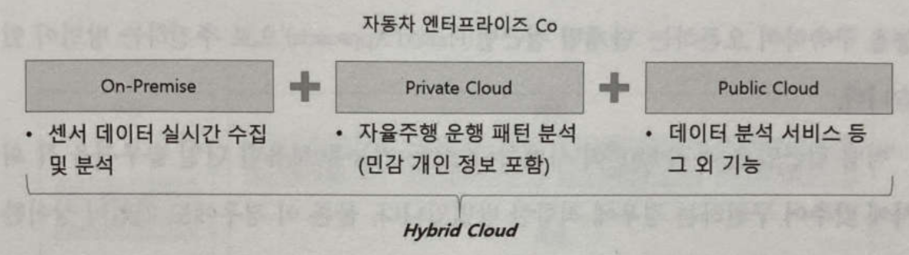 자동차 엔터프라이즈 Co
On-Premise + Private Cloud + Public Cloud
• 센서 데이터 실시간 수집 및 분석
• 자율주행 운행 패턴 분석 (민감 개인 정보 포함)
• 데이터 분석 서비스 등 그 외 기능
Hybrid Cloud